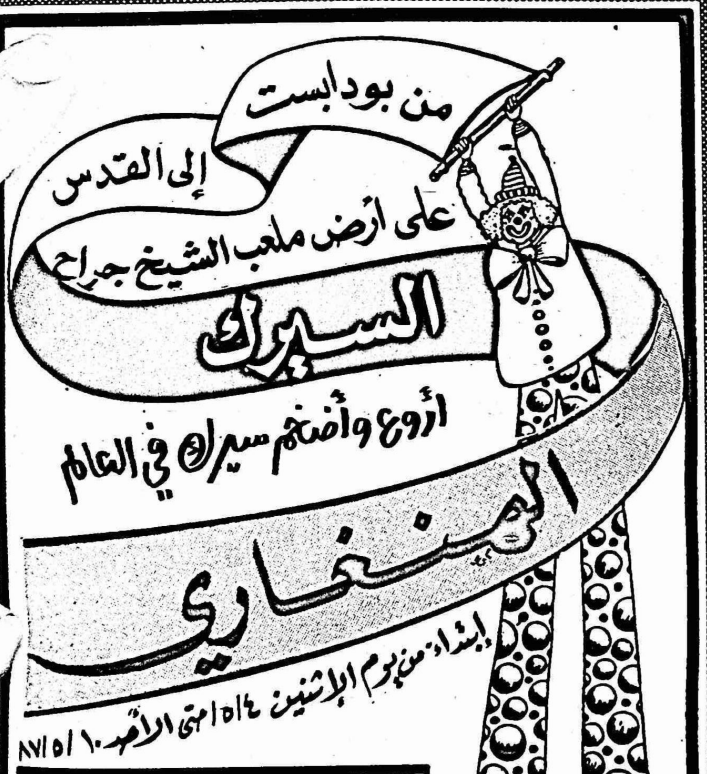 من بودابست
إلى القدس
على أرض ملعب الشيخ جراح
السيرك
أروع وأضخم سيرك في العالم
الهنغاري
إبتداء من يوم الإثنين ٥/٤ حتى الأحد ٨٧/٥/١٠